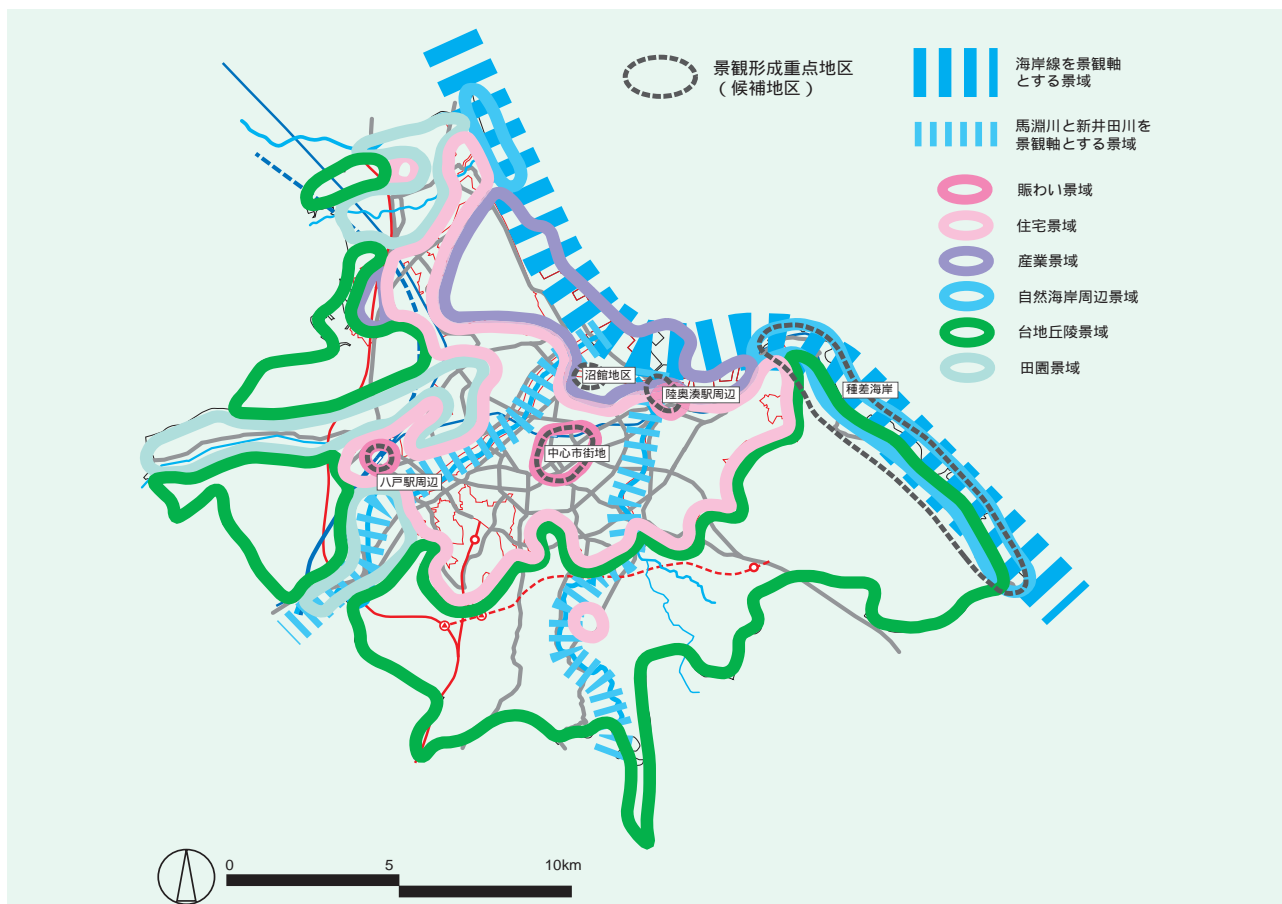 景観形成重点地区
（候補地区）
海岸線を景観軸
とする景域
馬淵川と新井田川を
景観軸とする景域
賑わい景域
住宅景域
産業景域
自然海岸周辺景域
台地丘陵景域
田園景域
沼館地区
陸奥湊駅周辺
種差海岸
中心市街地
八戸駅周辺
0 5 10km